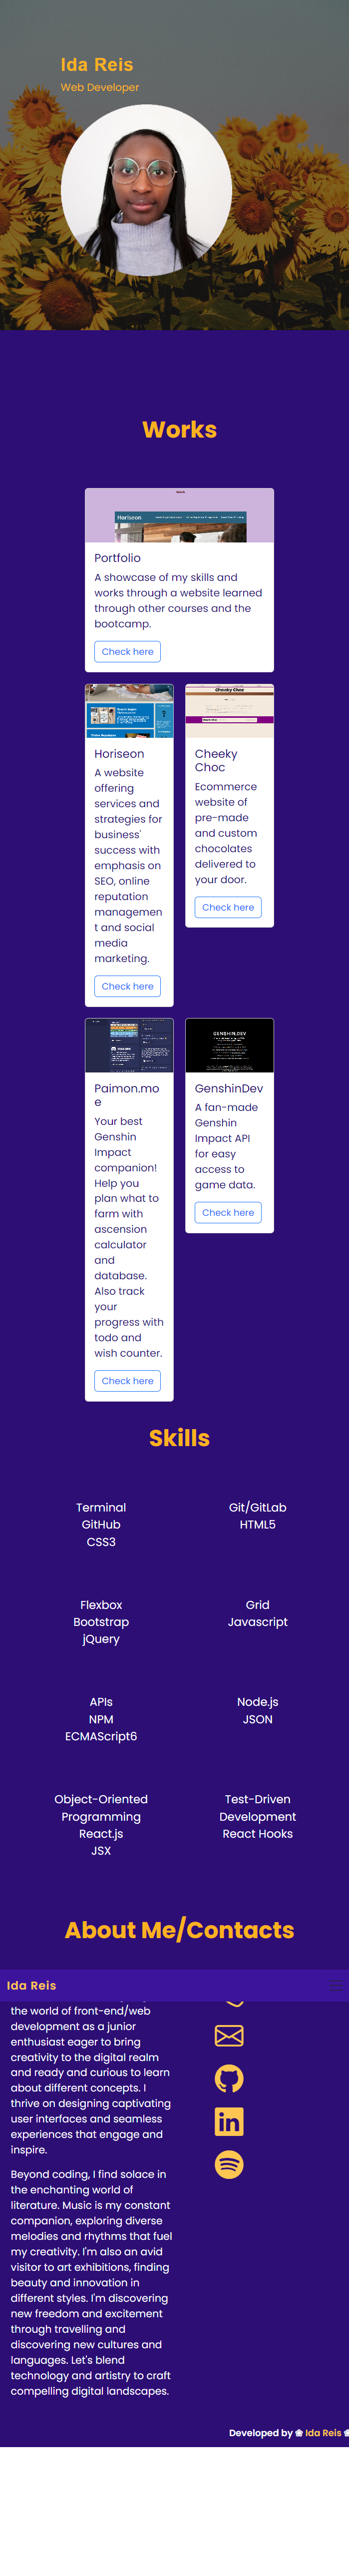 Ida Reis
Web Developer
Works
Horiseon
Portfolio
A showcase of my skills and
works through a website learned
through other courses and the
bootcamp.
Check here
Horiseon
A website
offering
services and
strategies for
business'
success with
emphasis on
SEO, online
reputation
managemen
t and social
media
marketing.
Check here
Cheeky Choc
Cheeky
Choc
Ecommerce
website of
pre-made
and custom
chocolates
delivered to
your door.
Check here
Paimon.mo
e
Your best
Genshin
Impact
companion!
Help you
plan what to
farm with
ascension
calculator
and
database.
Also track
your
progress with
todo and
wish counter.
Check here
GENSHIN.DEV
GenshinDev
A fan-made
Genshin
Impact API
for easy
access to
game data.
Check here
Skills
Terminal
GitHub
CSS3
Git/GitLab
HTML5
Flexbox
Bootstrap
jQuery
Grid
Javascript
APIs
NPM
ECMAScript6
Node.js
JSON
Object-Oriented
Programming
React.js
JSX
Test-Driven
Development
React Hooks
About Me/Contacts
Ida Reis
the world of front-end/web
development as a junior
enthusiast eager to bring
creativity to the digital realm
and ready and curious to learn
about different concepts. I
thrive on designing captivating
user interfaces and seamless
experiences that engage and
inspire.
Beyond coding, I find solace in
the enchanting world of
literature. Music is my constant
companion, exploring diverse
melodies and rhythms that fuel
my creativity. I'm also an avid
visitor to art exhibitions, finding
beauty and innovation in
different styles. I'm discovering
new freedom and excitement
through travelling and
discovering new cultures and
languages. Let's blend
technology and artistry to craft
compelling digital landscapes.
Developed by ❀ Ida Reis ❀